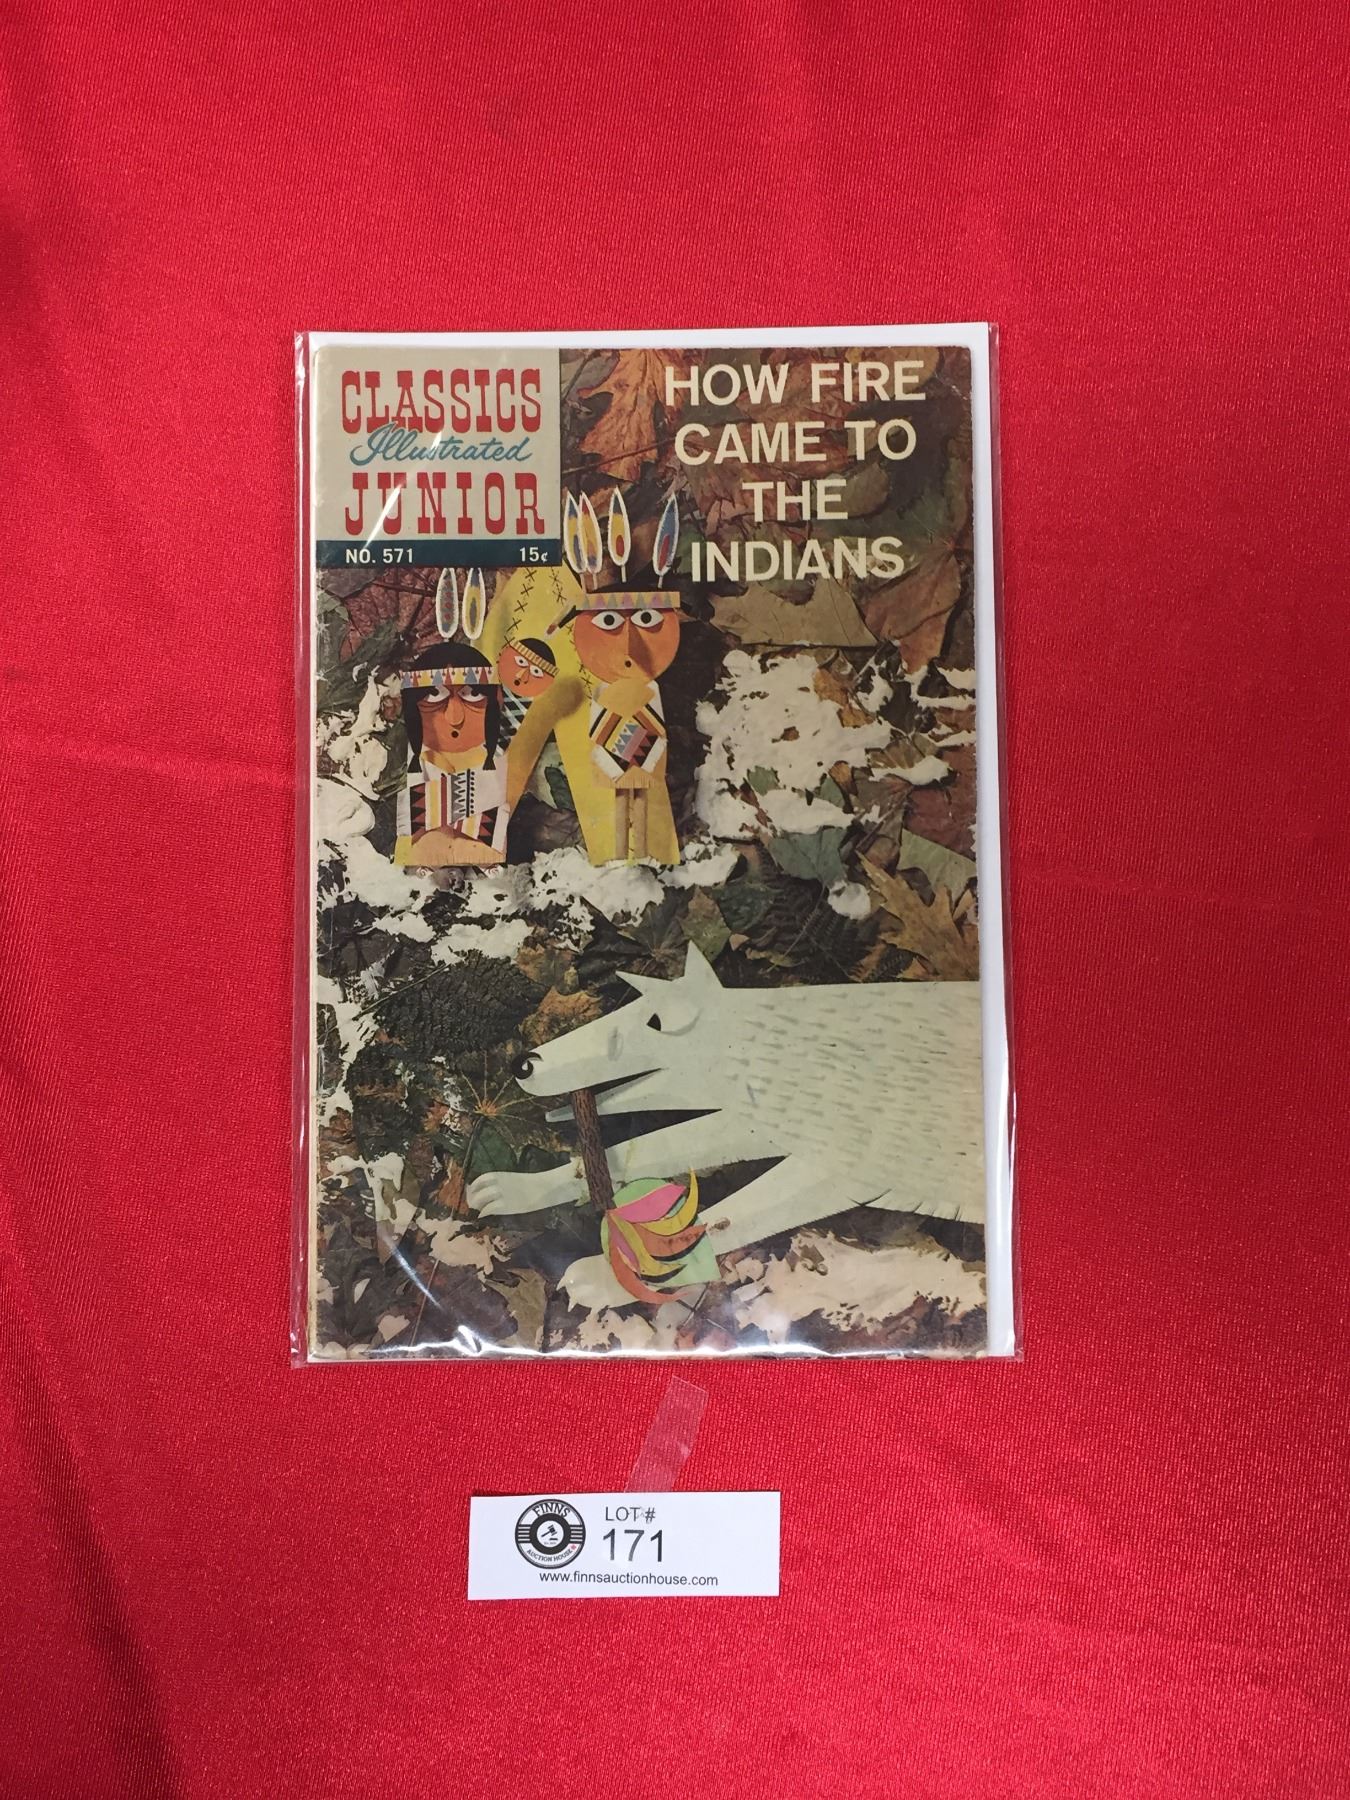 CLASSICS
Illustrated
JUNIOR
NO. 571 15¢
HOW FIRE
CAME TO
THE
INDIANS
FINNS
AUCTION HOUSE
LOT#
171
www.finnsauctionhouse.com